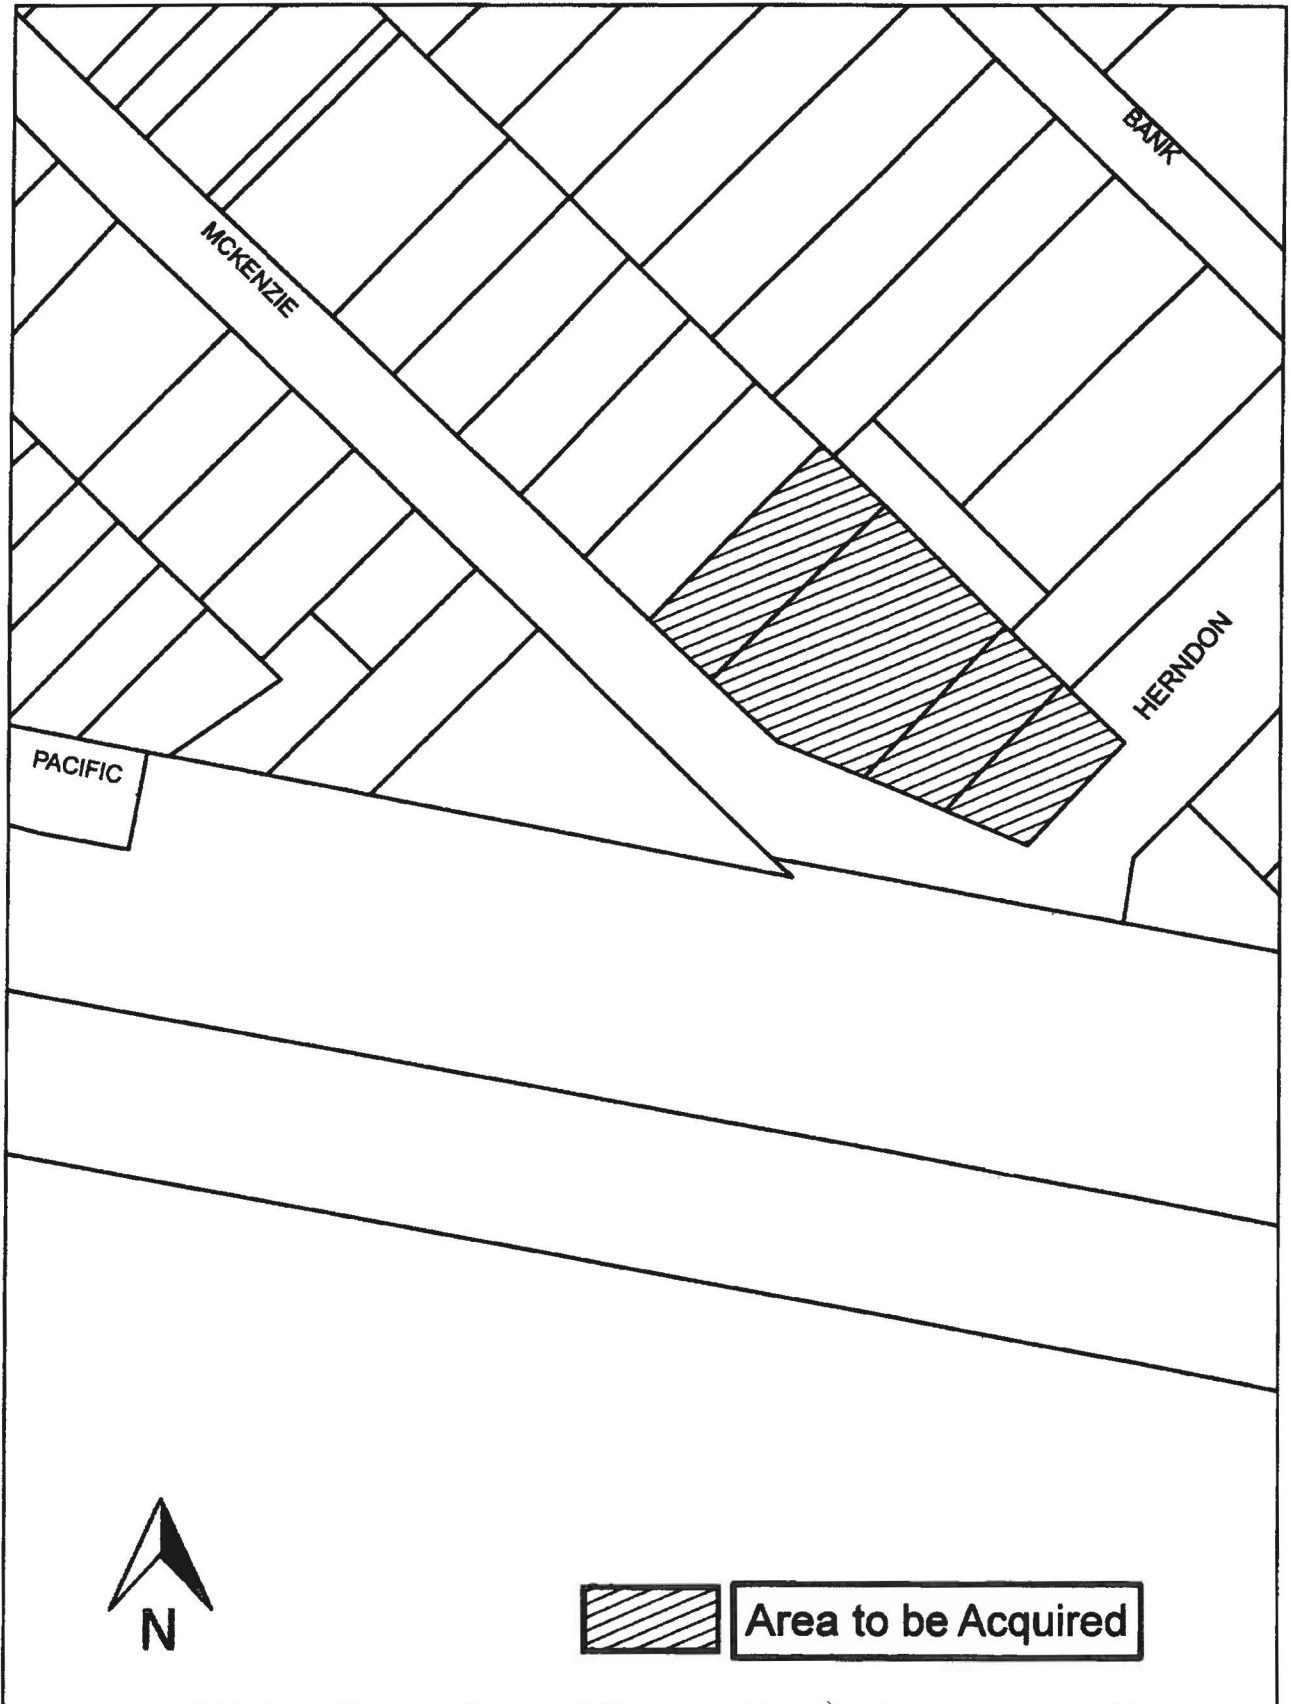 BANK
MCKENZIE
HERNDON
PACIFIC
N
Area to be Acquired